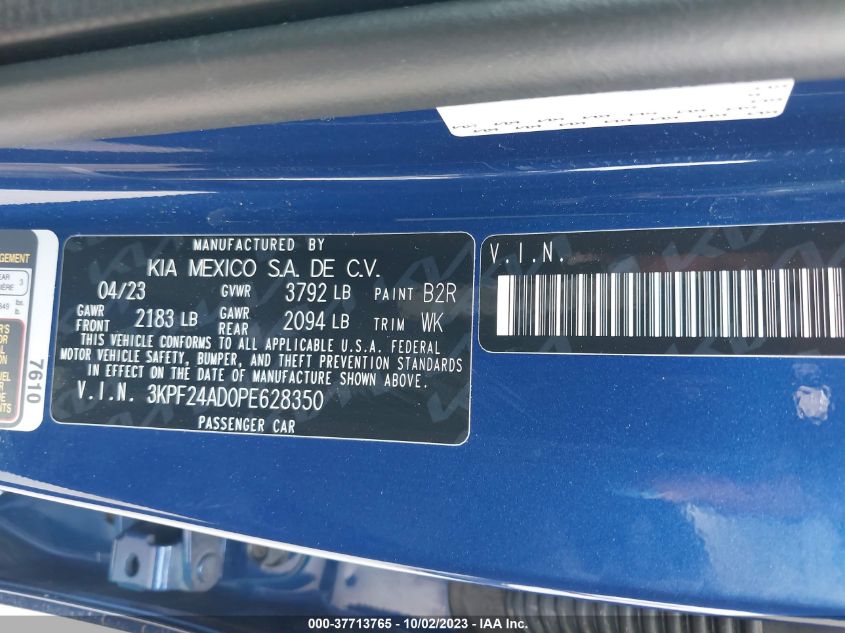 MANUFACTURED BY
KIA MEXICO S.A. DE C.V.
04/23 GVWR 3792 LB PAINT B2R
GAWR FRONT 2183 LB GAWR REAR 2094 LB TRIM WK
THIS VEHICLE CONFORMS TO ALL APPLICABLE U.S.A. FEDERAL
MOTOR VEHICLE SAFETY, BUMPER, AND THEFT PREVENTION STANDARDS
IN EFFECT ON THE DATE OF MANUFACTURE SHOWN ABOVE.
V.I.N. 3KPF24AD0PE628350
PASSENGER CAR
V.I.N.
7610
000-37713765 - 10/02/2023 - IAA Inc.